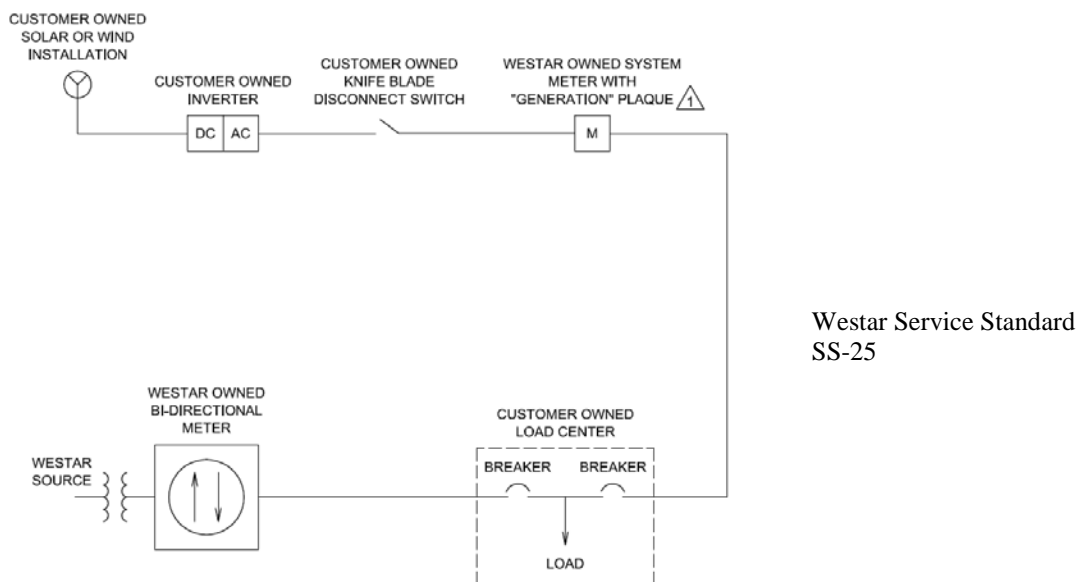 CUSTOMER OWNED
SOLAR OR WIND
INSTALLATION
CUSTOMER OWNED
INVERTER
DC AC
CUSTOMER OWNED
KNIFE BLADE
DISCONNECT SWITCH
WESTAR OWNED SYSTEM
METER WITH
"GENERATION" PLAQUE 1
M
Westar Service Standard
SS-25
WESTAR OWNED
BI-DIRECTIONAL
METER
WESTAR
SOURCE
CUSTOMER OWNED
LOAD CENTER
BREAKER BREAKER
LOAD